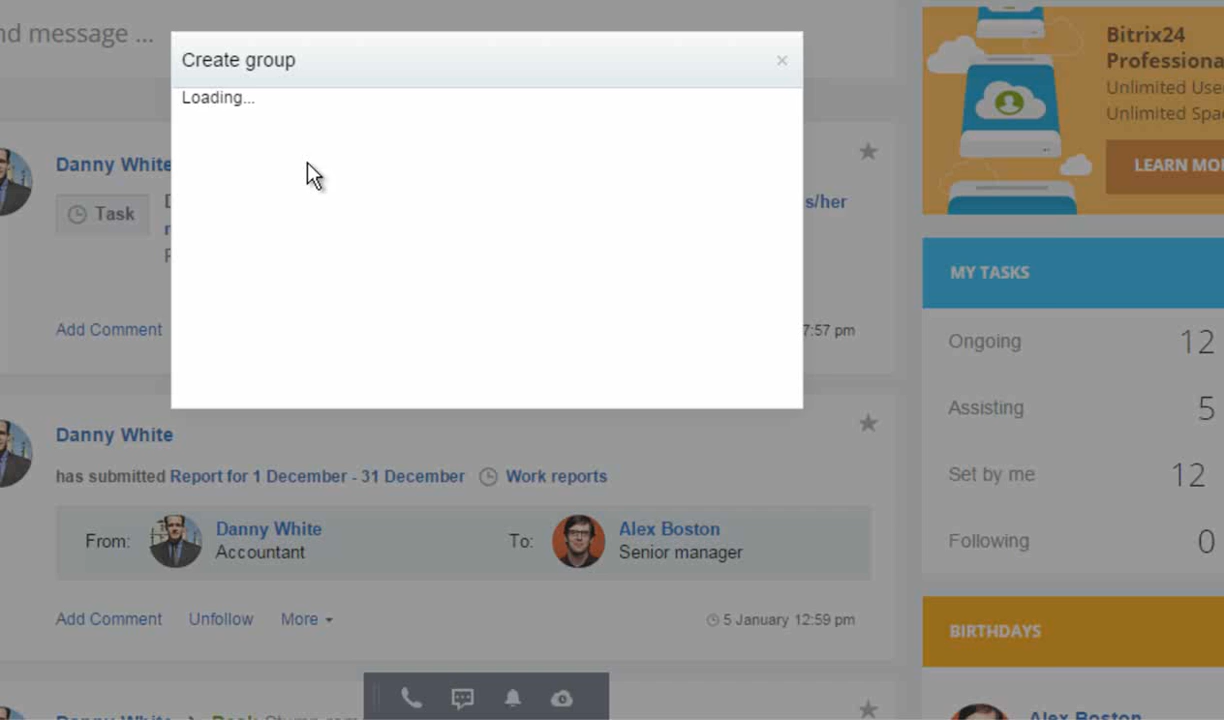 nd message ...
Create group ×
Loading...
Danny White
Task
s/her
Add Comment
7:57 pm
Danny White
has submitted Report for 1 December - 31 December Work reports
From: Danny White
Accountant
To: Alex Boston
Senior manager
Add Comment Unfollow More
5 January 12:59 pm
Bitrix24
Professiona
Unlimited Use
Unlimited Spa
LEARN MO
MY TASKS
Ongoing 12
Assisting 5
Set by me 12
Following 0
BIRTHDAYS
Alex Boston